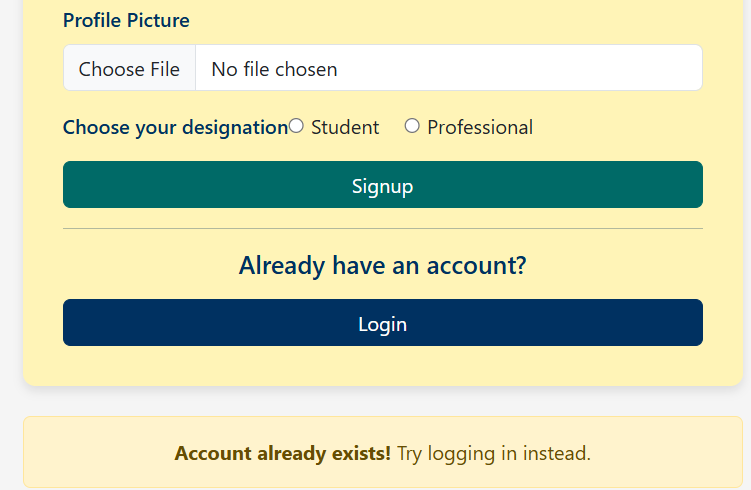 Profile Picture
Choose File No file chosen
Choose your designation Student Professional
Signup
Already have an account?
Login
Account already exists! Try logging in instead.